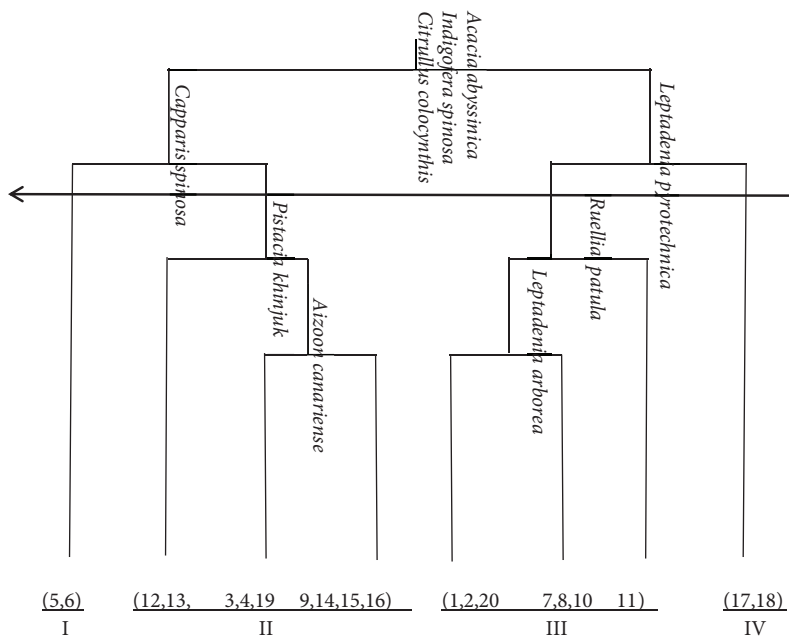 Acacia abyssinica
Indigofera spinosa
Citrullus colocynthis
Capparis spinosa
Leptadenia pyrotechnica
Pistacia khinjuk
Ruellia patula
Aizoon canariense
Leptadenia arborea
(5,6) (12,13, 3,4,19 9,14,15,16) (1,2,20 7,8,10 11) (17,18)
I II III IV